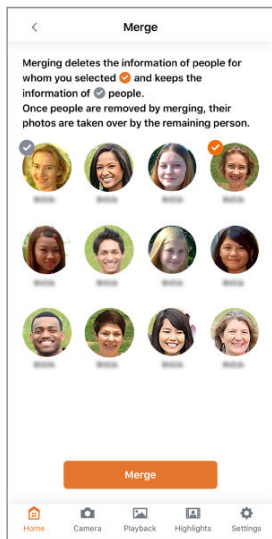 Merge
Merging deletes the information of people for
whom you selected and keeps the
information of people.
Once people are removed by merging, their
photos are taken over by the remaining person.
Merge
Home Camera Playback Highlights Settings